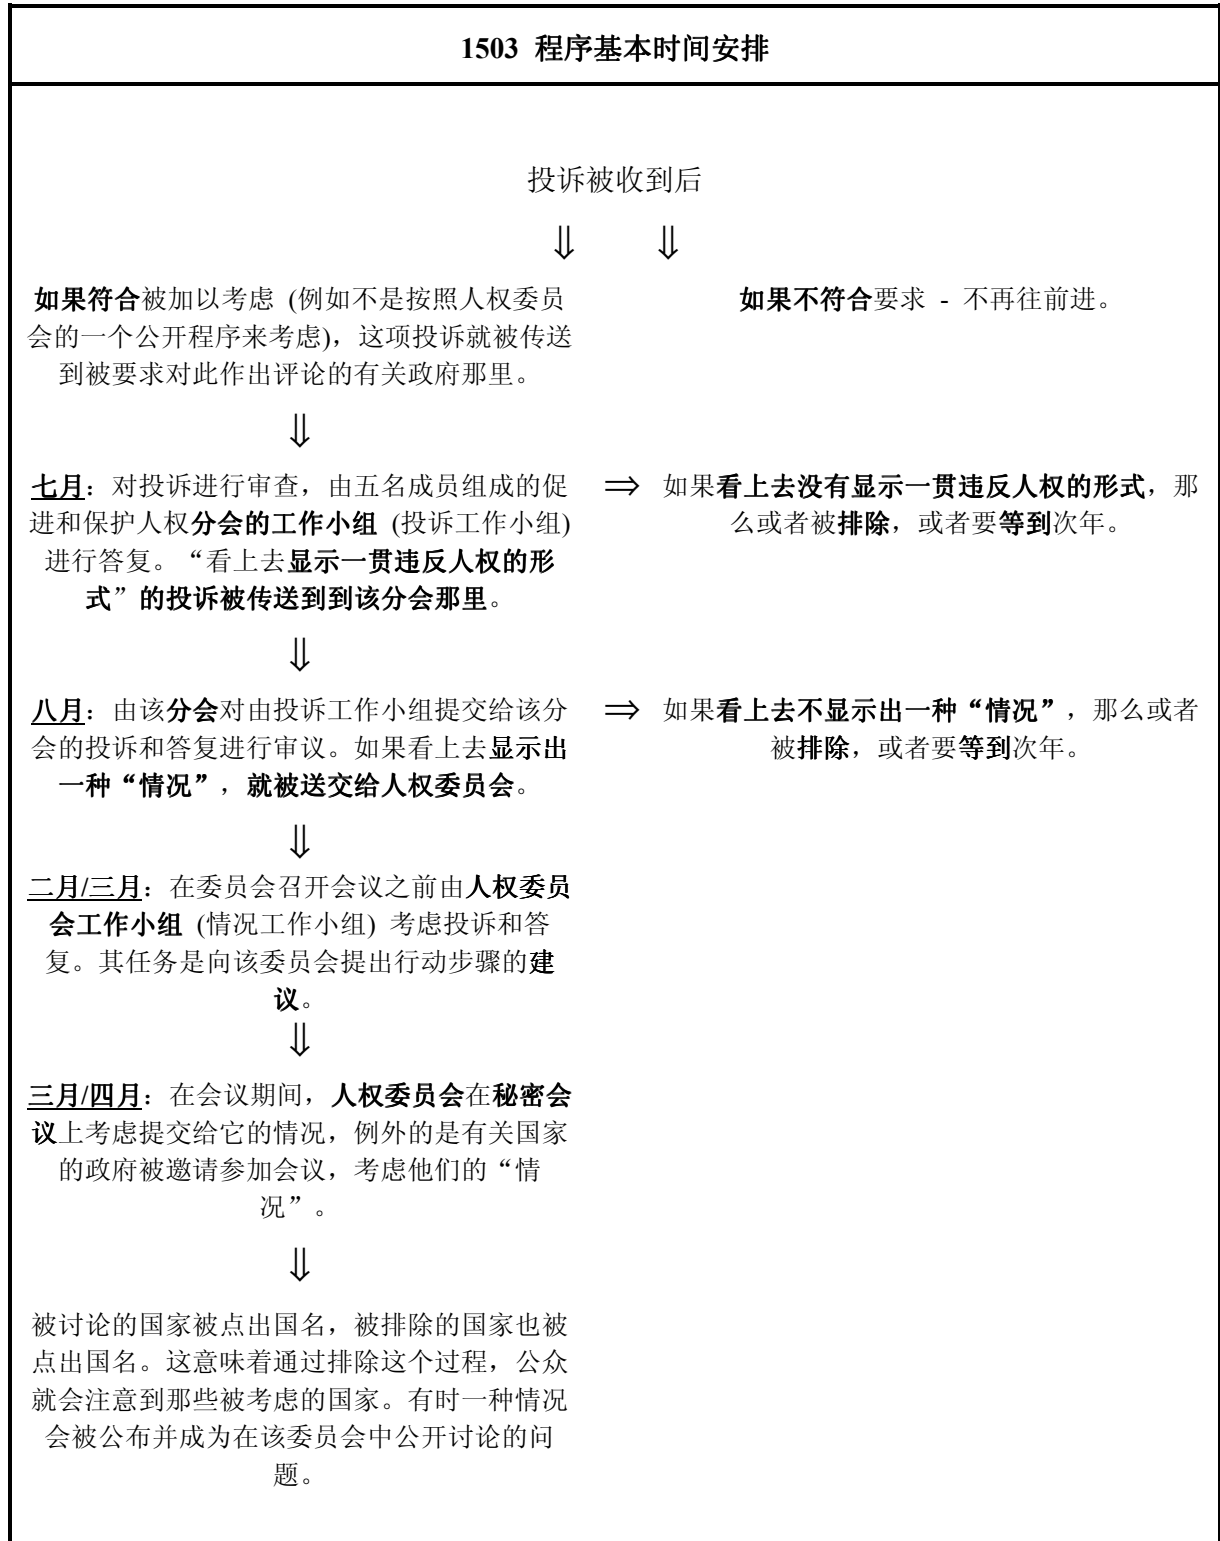 1503 程序基本时间安排
投诉被收到后
⇓ ⇓
如果符合被加以考虑 (例如不是按照人权委员
会的一个公开程序来考虑)，这项投诉就被传送
到被要求对此作出评论的有关政府那里。
如果不符合要求 - 不再往前进。
⇓
七月：对投诉进行审查，由五名成员组成的促
进和保护人权分会的工作小组 (投诉工作小组)
进行答复。“看上去显示一贯违反人权的形
式”的投诉被传送到到该分会那里。
⇒ 如果看上去没有显示一贯违反人权的形式，那
么或者被排除，或者要等到次年。
⇓
八月：由该分会对由投诉工作小组提交给该分
会的投诉和答复进行审议。如果看上去显示出
一种“情况”，就被送交给人权委员会。
⇒ 如果看上去不显示出一种“情况”，那么或者
被排除，或者要等到次年。
⇓
二月/三月：在委员会召开会议之前由人权委员
会工作小组 (情况工作小组) 考虑投诉和答
复。其任务是向该委员会提出行动步骤的建
议。
⇓
三月/四月：在会议期间，人权委员会在秘密会
议上考虑提交给它的情况，例外的是有关国家
的政府被邀请参加会议，考虑他们的“情
况”。
⇓
被讨论的国家被点出国名，被排除的国家也被
点出国名。这意味着通过排除这个过程，公众
就会注意到那些被考虑的国家。有时一种情况
会被公布并成为在该委员会中公开讨论的问
题。